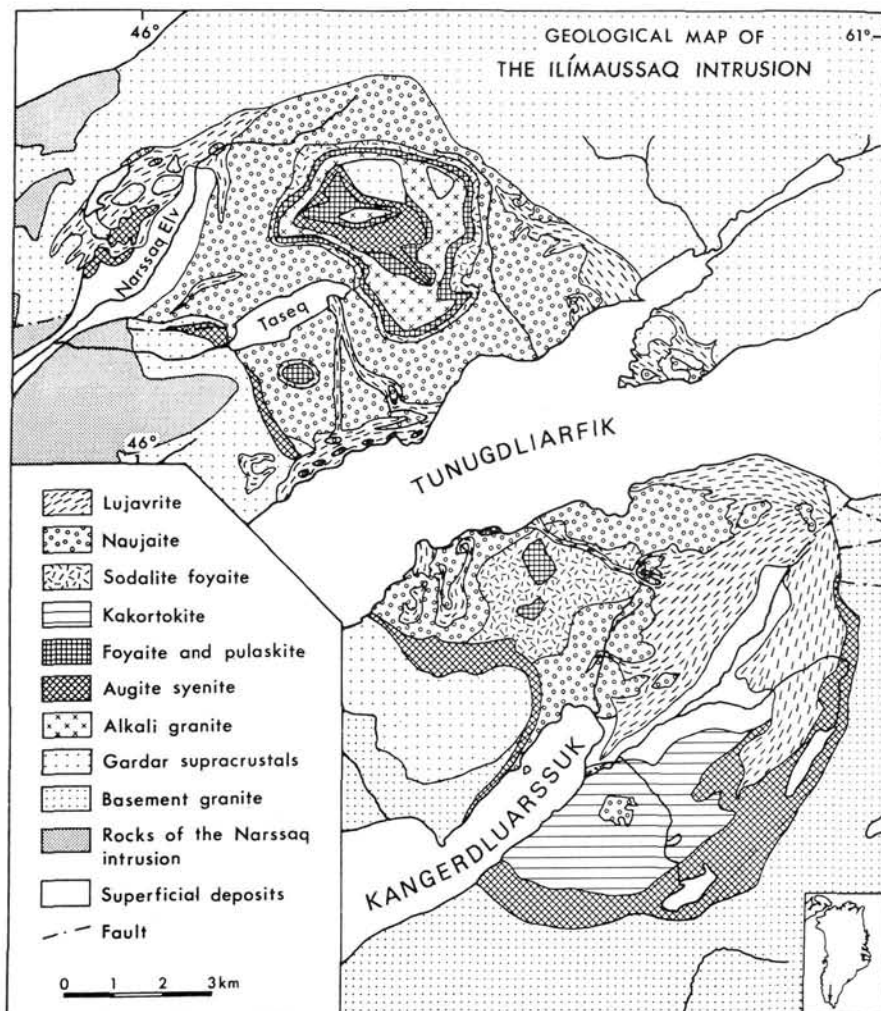 46°
GEOLOGICAL MAP OF
THE ILÍMAUSSAQ INTRUSION
61°
Narssaq Elv
Taseq
46°
TUNUGDLIARFIK
KANGERDLUARSSUK
Lujavrite
Naujaite
Sodalite foyaite
Kakortokite
Foyaite and pulaskite
Augite syenite
Alkali granite
Gardar supracrustals
Basement granite
Rocks of the Narssaq
intrusion
Superficial deposits
Fault
0 1 2 3 km